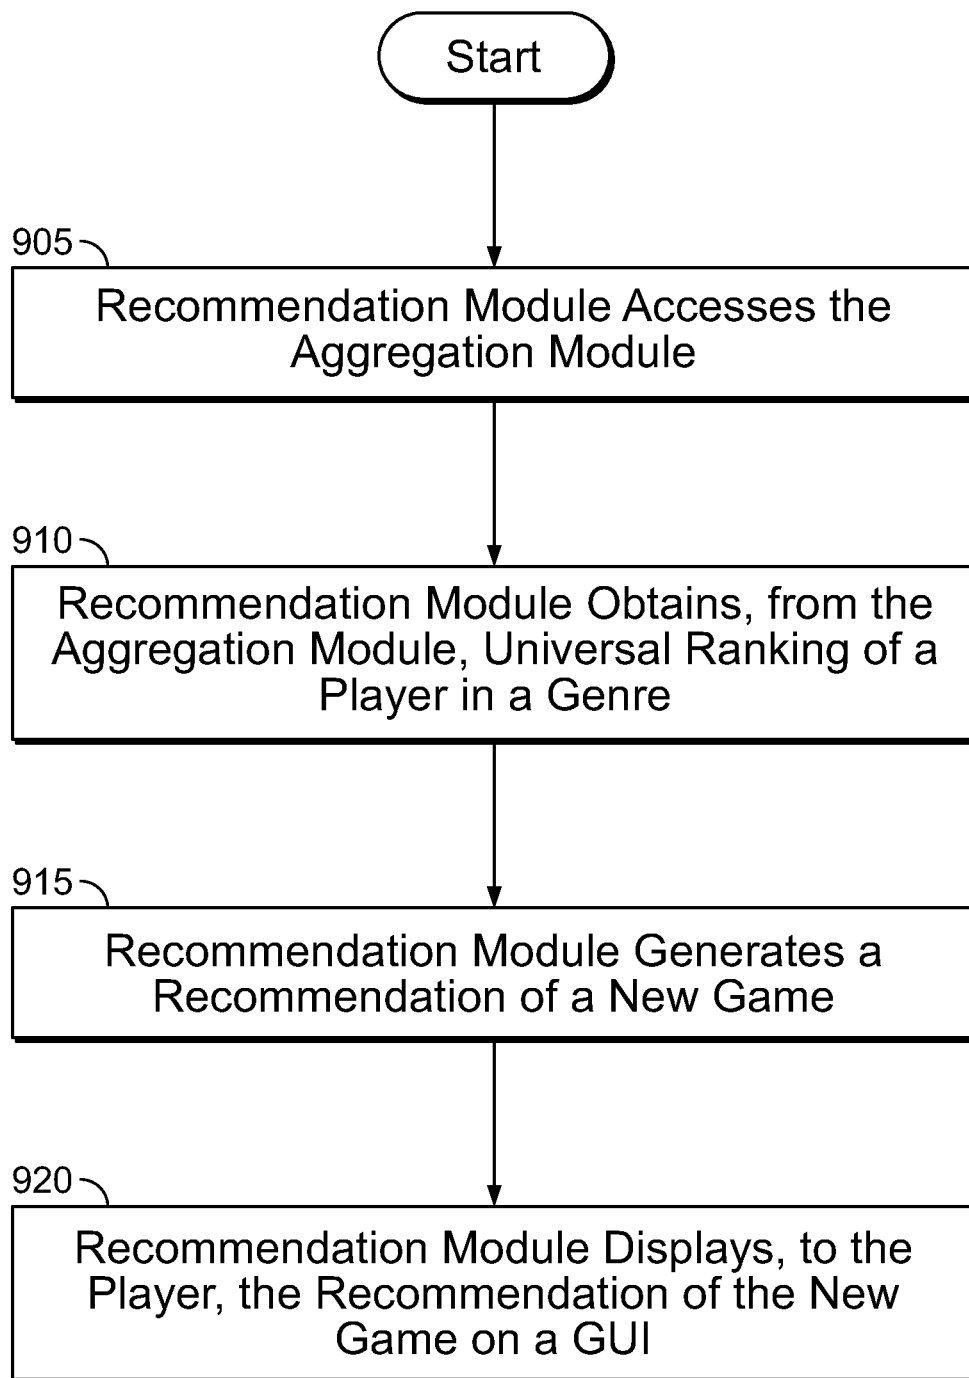 Start
905
Recommendation Module Accesses the
Aggregation Module
910
Recommendation Module Obtains, from the
Aggregation Module, Universal Ranking of a
Player in a Genre
915
Recommendation Module Generates a
Recommendation of a New Game
920
Recommendation Module Displays, to the
Player, the Recommendation of the New
Game on a GUI